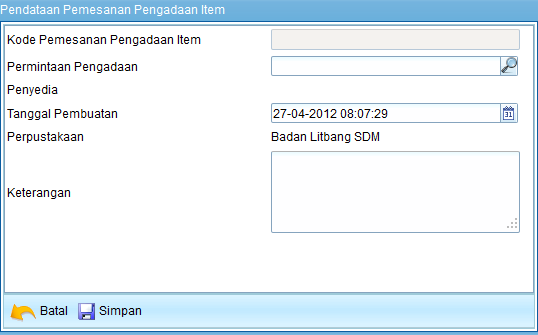 Pendataan Pemesanan Pengadaan Item
Kode Pemesanan Pengadaan Item
Permintaan Pengadaan
Penyedia
Tanggal Pembuatan 27-04-2012 08:07:29 31
Perpustakaan Badan Litbang SDM
Keterangan
Batal Simpan